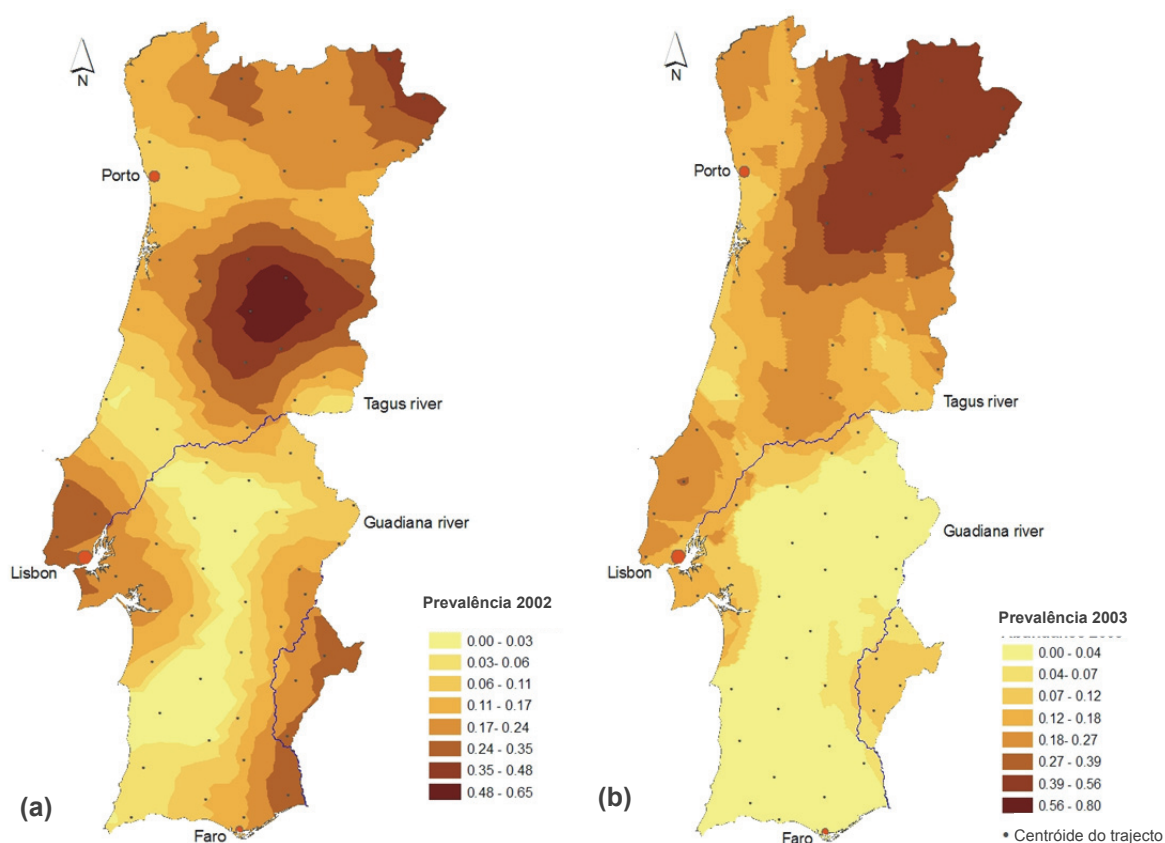 N
Porto
Tagus river
Guadiana river
Lisbon
Faro
Prevalência 2002
0.00 - 0.03
0.03 - 0.06
0.06 - 0.11
0.11 - 0.17
0.17 - 0.24
0.24 - 0.35
0.35 - 0.48
0.48 - 0.65
(a)
N
Porto
Tagus river
Guadiana river
Lisbon
Faro
Prevalência 2003
0.00 - 0.04
0.04- 0.07
0.07 - 0.12
0.12 - 0.18
0.18- 0.27
0.27 - 0.39
0.39 - 0.56
0.56 - 0.80
• Centróide do trajecto
(b)